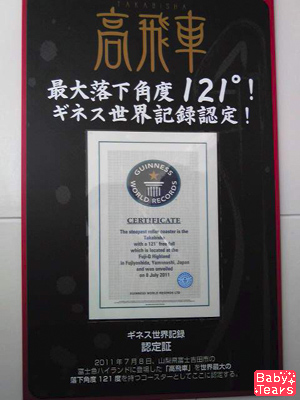 TAKABISHA
高飛車
最大落下角度121°!
ギネス世界記録認定!
GUINNESS
WORLD RECORDS
CERTIFICATE
The steepest roller coaster is the
Takabisha
with a 121° free fall
which is located at the
Fuji-Q Highland
in Fujiyoshida, Yamanashi, Japan
and was unveiled
on 8 July 2011
GUINNESS WORLD RECORDS LTD
ギネス世界記録
認定証
2011年7月8日、山梨県富士吉田市の
富士急ハイランドに登場した「高飛車」を世界最大の
落下角度121度を持つコースターとしてここに認定する。
Baby
Tears